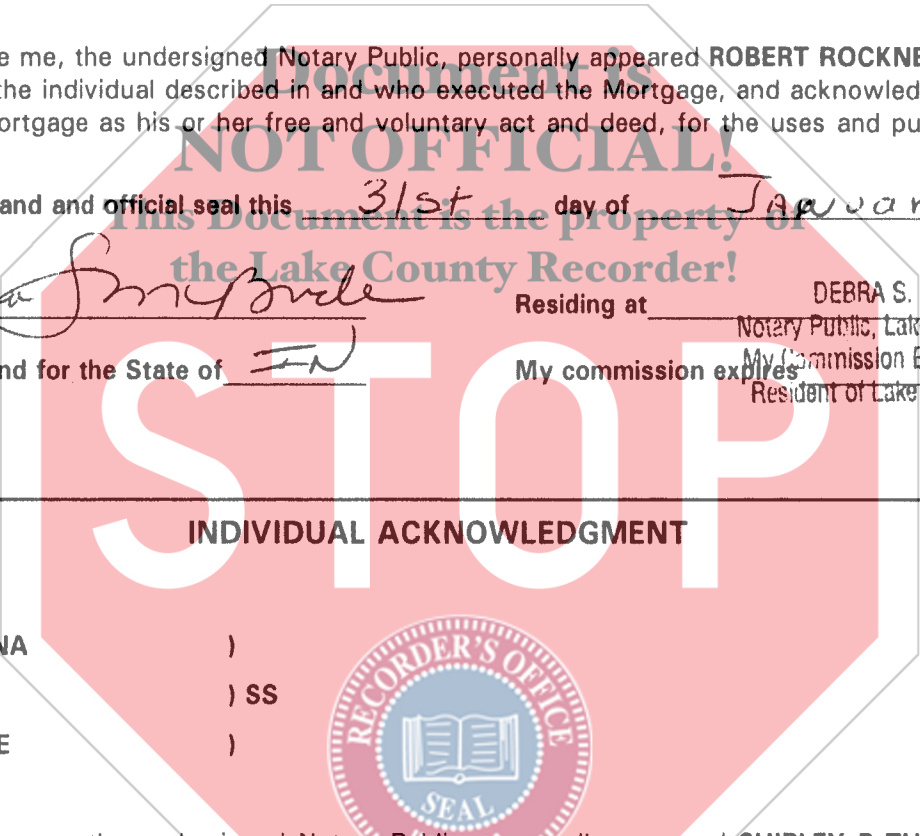 e me, the undersigned Notary Public, personally appeared ROBERT ROCKNE
Document is
the individual described in and who executed the Mortgage, and acknowled
ortgage as his or her free and voluntary act and deed, for the uses and pu
NOT OFFICIAL!
and and official seal this 31st day of Januar
This Document is the property of
the Lake County Recorder!
Residing at DEBRA S.
Notary Public, Lak
nd for the State of IN My commission expires My Commission E
Resident of Lake
STOP
INDIVIDUAL ACKNOWLEDGMENT
NA )
) SS
E )
RECORDER'S OFFICE
SEAL
Notary Public